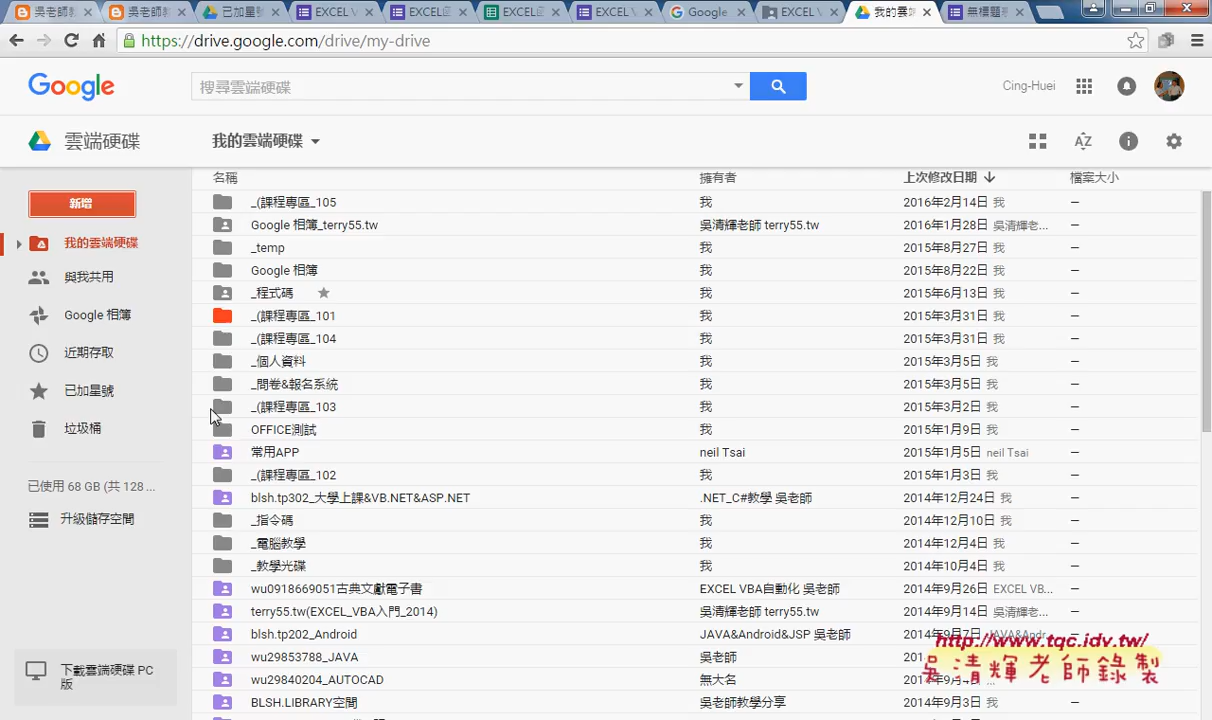 吳老師教
吳老師教
已加星號
EXCEL V
EXCEL
EXCEL
EXCEL V
Google
EXCEL V
我的雲端
無標題表
https://drive.google.com/drive/my-drive
Google
搜尋雲端硬碟
Cing-Huei
雲端硬碟
我的雲端硬碟
AZ
名稱 擁有者 上次修改日期 檔案大小
新增
我的雲端硬碟
與我共用
Google 相簿
近期存取
已加星號
垃圾桶
已使用 68 GB (共 128 ...
升級儲存空間
下載雲端硬碟 PC
版
_(課程專區_105 我 2016年2月14日 我 —
Google 相簿_terry55.tw 吳清輝老師 terry55.tw 2016年1月28日 吳清輝老... —
_temp 我 2015年8月27日 我 —
Google 相簿 我 2015年8月22日 我 —
_程式碼 我 2015年6月13日 我 —
_(課程專區_101 我 2015年3月31日 我 —
_(課程專區_104 我 2015年3月31日 我 —
_個人資料 我 2015年3月5日 我 —
_問卷&報名系統 我 2015年3月5日 我 —
_(課程專區_103 我 2015年3月2日 我 —
OFFICE測試 我 2015年1月9日 我 —
常用APP neil Tsai 2015年1月5日 neil Tsai —
_(課程專區_102 我 2015年1月3日 我 —
blsh.tp302_大學上課&VB.NET&ASP.NET .NET_C#教學 吳老師 2014年12月24日 我 —
_指令碼 我 2014年12月10日 我 —
_電腦教學 我 2014年12月4日 我 —
_教學光碟 我 2014年10月4日 我 —
wu0918669051古典文獻電子書 EXCEL VBA自動化 吳老師 2014年9月26日 EXCEL VB... —
terry55.tw(EXCEL_VBA入門_2014) 吳清輝老師 terry55.tw 2014年9月14日 吳清輝老... —
blsh.tp202_Android JAVA&Android&JSP 吳老師 2014年9月7日 JAVA&Andr...
wu29853788_JAVA 吳老師
wu29840204_AUTOCAD 無大名
BLSH.LIBRARY空間 吳老師教學分享 2014年9月3日 我 —
http://www.tqc.idv.tw/
吳清輝老師錄製